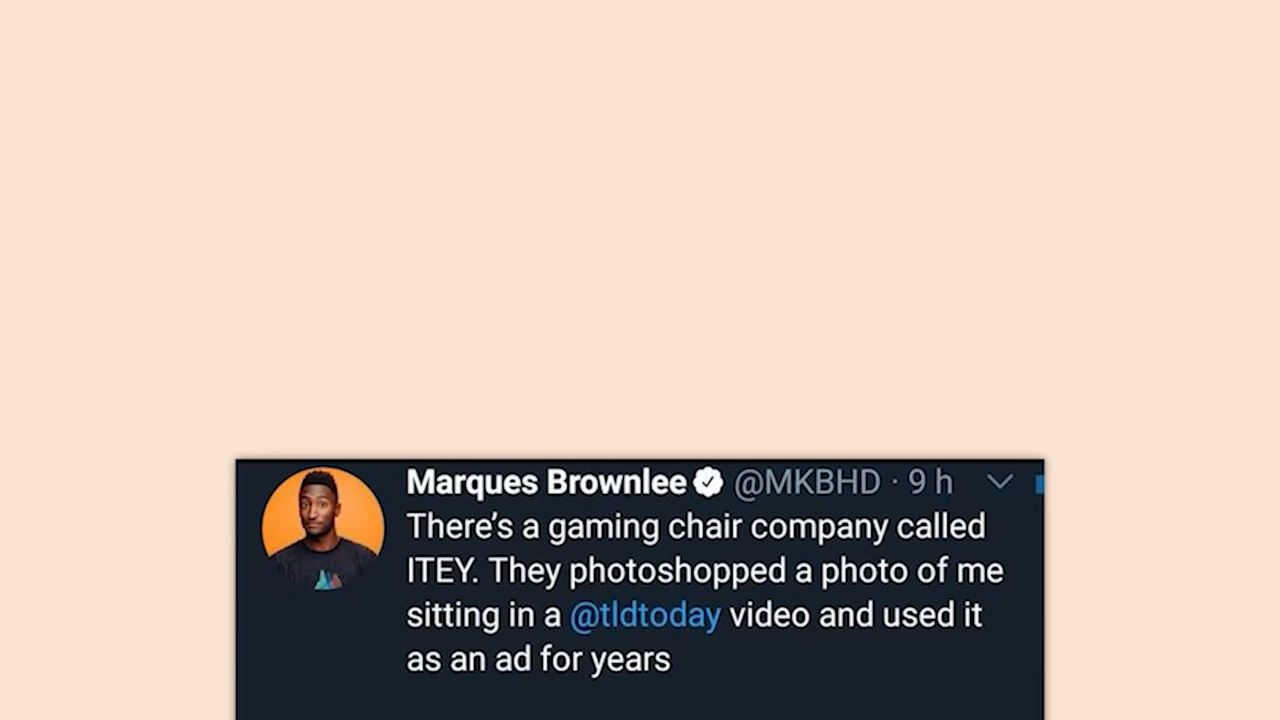 Marques Brownlee @MKBHD · 9 h
There’s a gaming chair company called
ITEY. They photoshopped a photo of me
sitting in a @tldtoday video and used it
as an ad for years